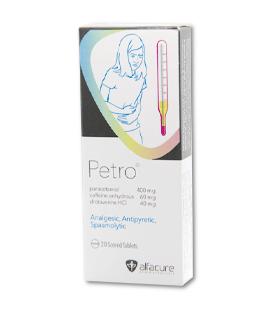 Petro®
paracetamol 400 mg
caffeine anhydrous 60 mg
drotaverine HCl 40 mg
Analgesic, Antipyretic,
Spasmolytic
20 Scored Tablets
alfacure